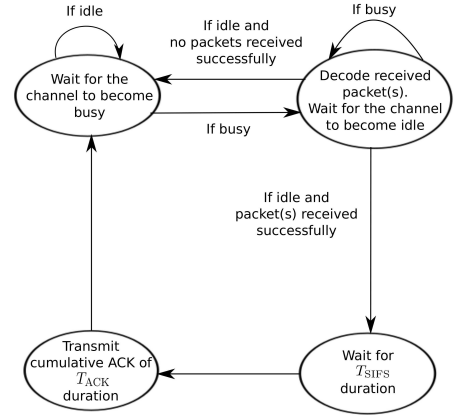 If idle
If busy
If idle and
no packets received
successfully
Wait for the
channel to become
busy
Decode received
packet(s).
Wait for the channel
to become idle
If busy
If idle and
packet(s) received
successfully
Transmit
cumulative ACK of
T_ACK
duration
Wait for
T_SIFS
duration